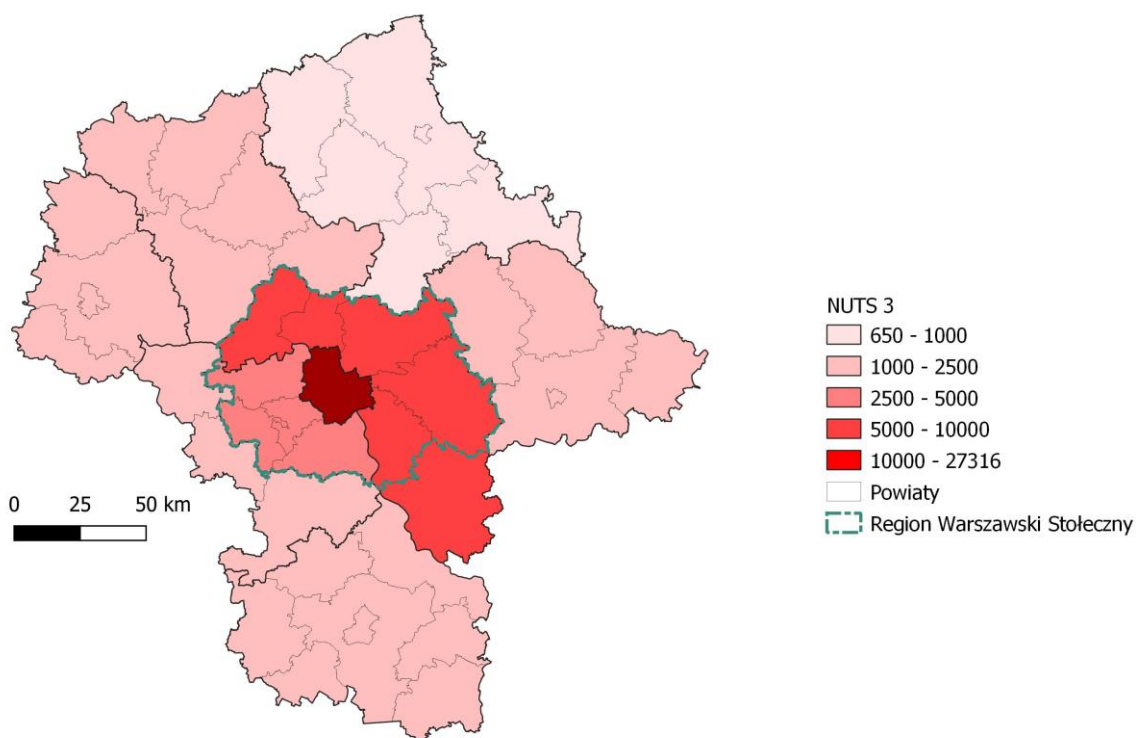 NUTS 3
650 - 1000
1000 - 2500
2500 - 5000
5000 - 10000
10000 - 27316
Powiaty
Region Warszawski Stołeczny
0 25 50 km